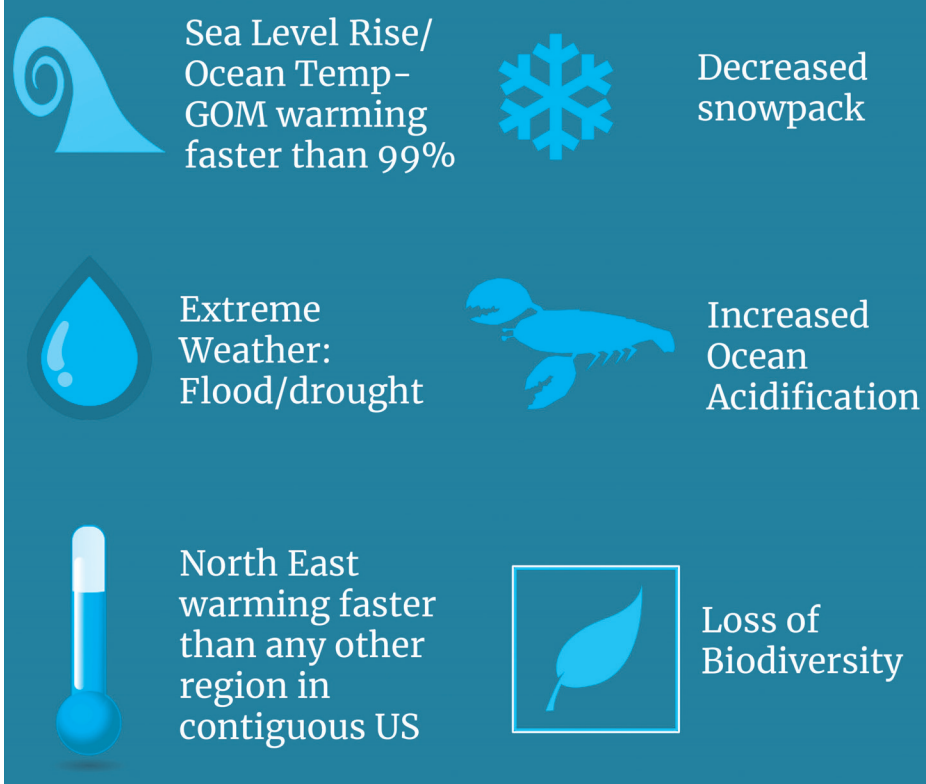 Sea Level Rise/
Ocean Temp-
GOM warming
faster than 99%
Decreased
snowpack
Extreme
Weather:
Flood/drought
Increased
Ocean
Acidification
North East
warming faster
than any other
region in
contiguous US
Loss of
Biodiversity